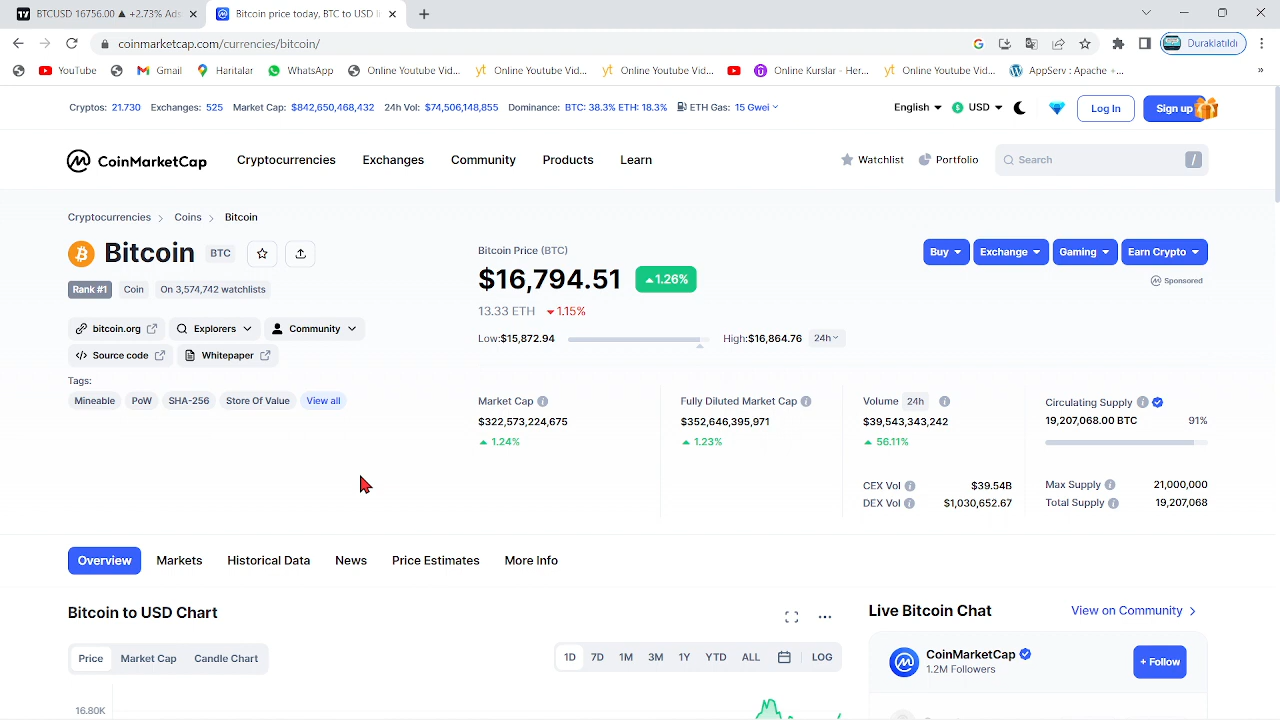 BTCUSD 16756.00 ▲ +2.73% Ads
Bitcoin price today, BTC to USD li
coinmarketcap.com/currencies/bitcoin/
Duraklatıldı
YouTube Gmail Haritalar WhatsApp Online Youtube Vid... Online Youtube Vid... Online Youtube Vid... Online Kurslar - Her... Online Youtube Vid... AppServ : Apache +... »
Cryptos: 21.730 Exchanges: 525 Market Cap: $842,650,468,432 24h Vol: $74,506,148,855 Dominance: BTC: 38.3% ETH: 18.3% ETH Gas: 15 Gwei
English USD Log In Sign up
CoinMarketCap Cryptocurrencies Exchanges Community Products Learn Watchlist Portfolio Search /
Cryptocurrencies > Coins > Bitcoin
Bitcoin BTC
Rank #1 Coin On 3,574,742 watchlists
bitcoin.org Explorers Community
</> Source code Whitepaper
Tags:
Mineable PoW SHA-256 Store Of Value View all
Bitcoin Price (BTC)
$16,794.51 ▲1.26%
13.33 ETH ▼1.15%
Low:$15,872.94 High:$16,864.76 24h
Buy Exchange Gaming Earn Crypto
Sponsored
Market Cap
$322,573,224,675
▲ 1.24%
Fully Diluted Market Cap
$352,646,395,971
▲ 1.23%
Volume 24h
$39,543,343,242
▲ 56.11%
CEX Vol $39.54B
DEX Vol $1,030,652.67
Circulating Supply
19,207,068.00 BTC 91%
Max Supply 21,000,000
Total Supply 19,207,068
Overview Markets Historical Data News Price Estimates More Info
Bitcoin to USD Chart
Price Market Cap Candle Chart
1D 7D 1M 3M 1Y YTD ALL LOG
16.80K
Live Bitcoin Chat View on Community >
CoinMarketCap
1.2M Followers
+ Follow